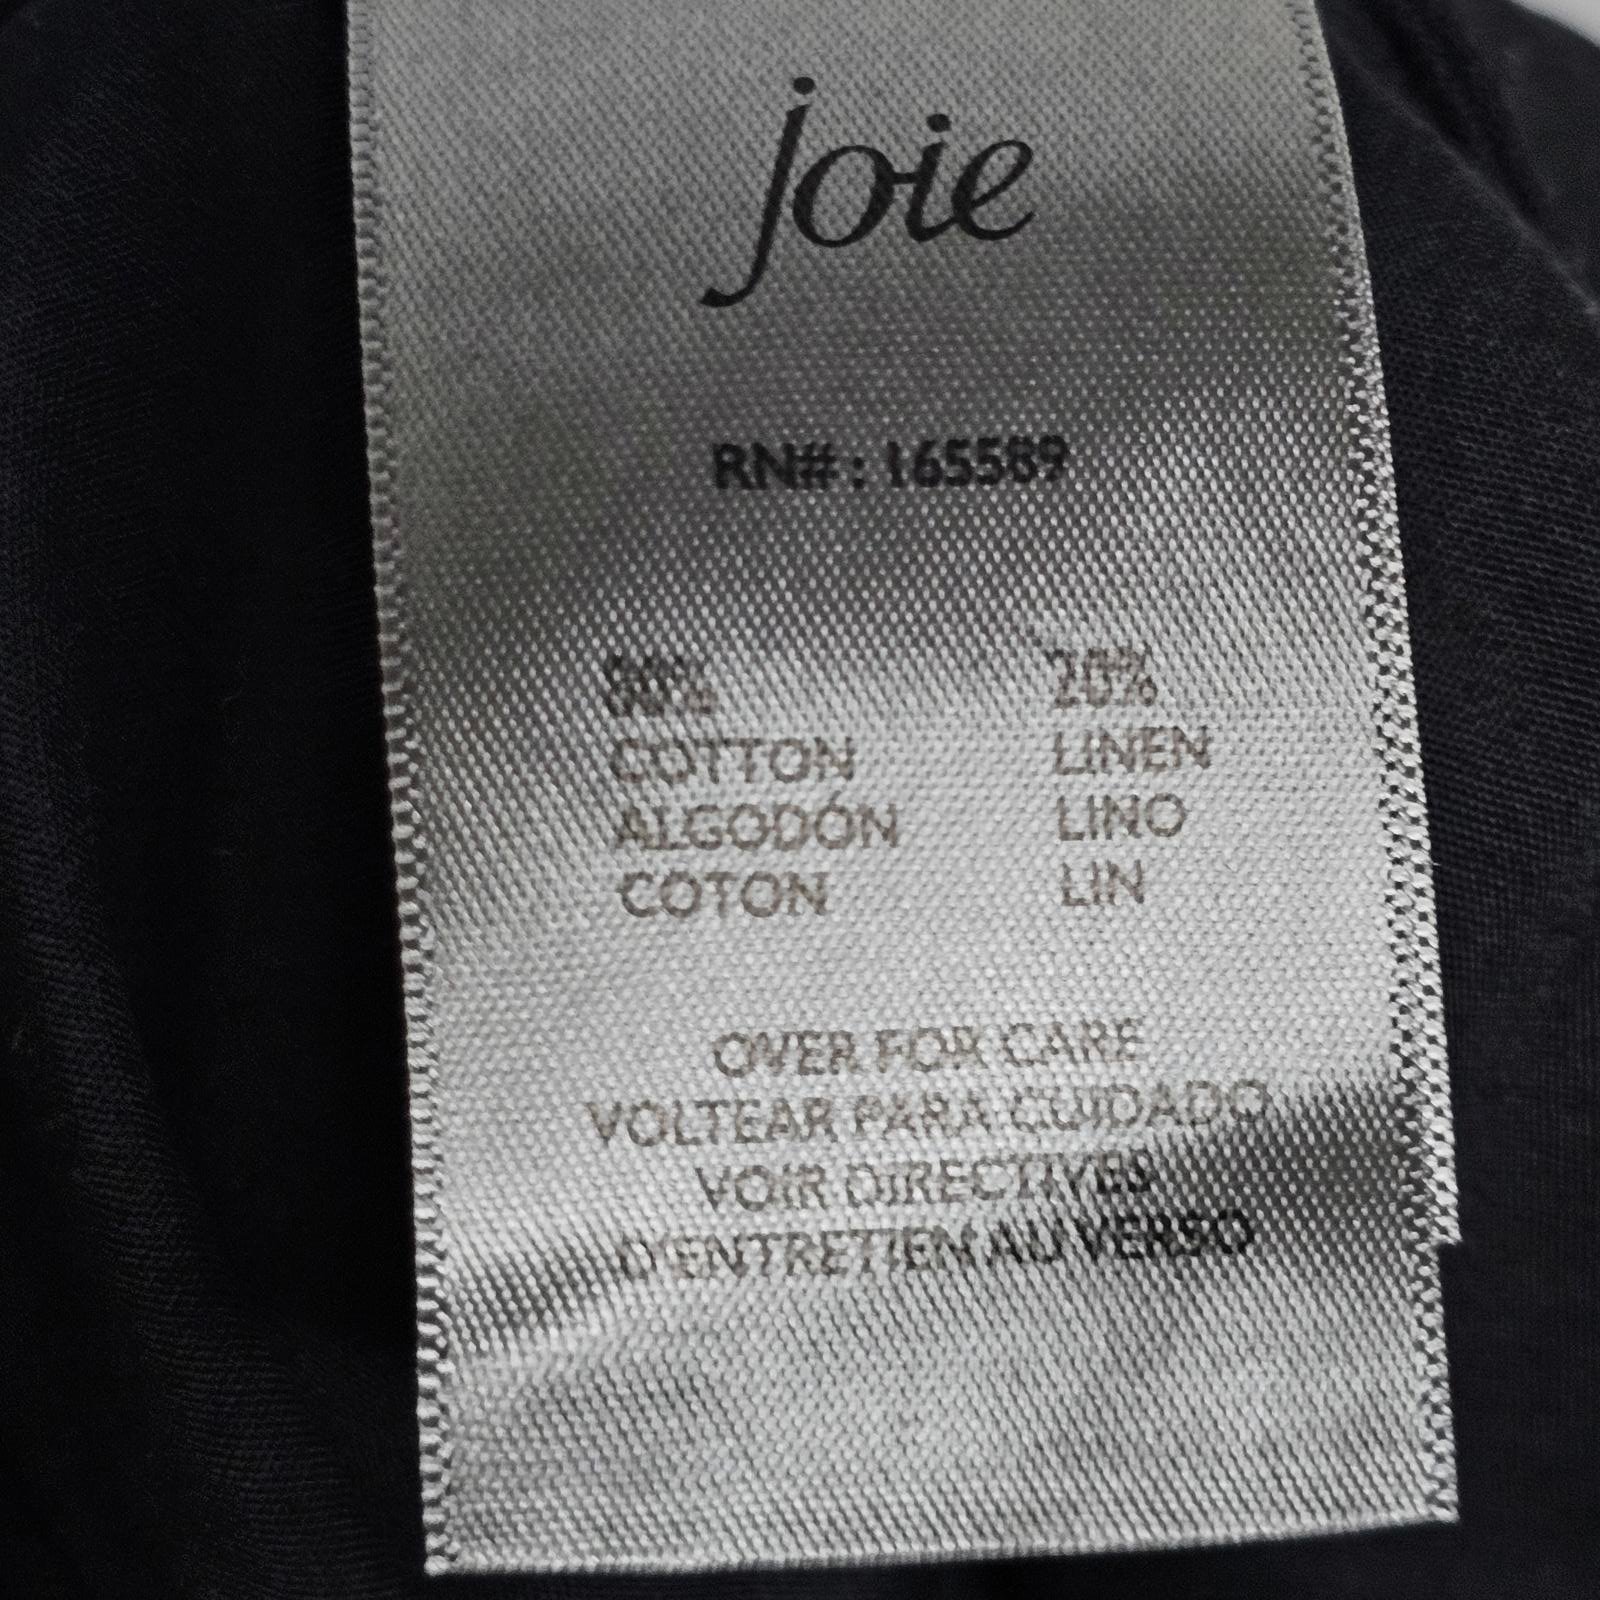 joie
RN#: 165589
20%
COTTON LINEN
ALGODÓN LINO
COTON LIN
OVER FOR CARE
VOLTEAR PARA CUIDADO
VOIR DIRECTIVES
D'ENTRETIEN AU VERSO